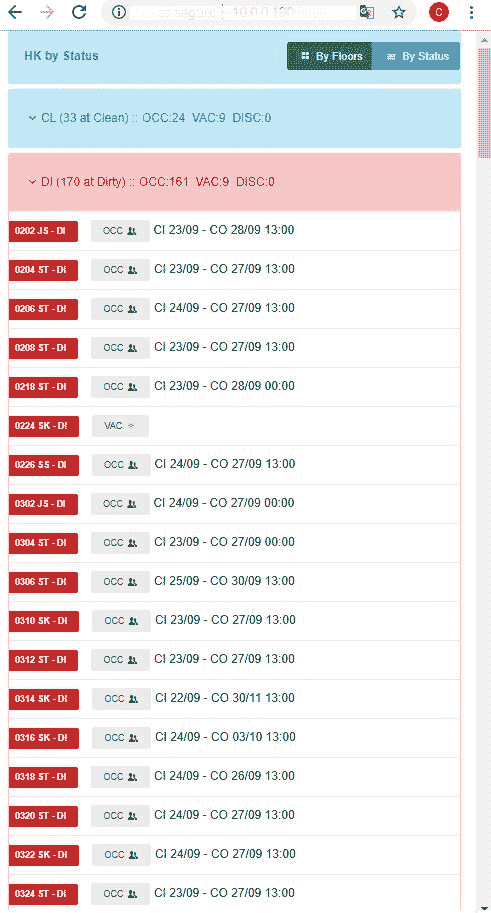 10.0.0.180
C
HK by Status
By Floors
By Status
CL (33 at Clean) :: OCC:24 VAC:9 DISC:0
DI (170 at Dirty) :: OCC:161 VAC:9 DISC:0
0202 JS - DI OCC CI 23/09 - CO 28/09 13:00
0204 ST - DI OCC CI 23/09 - CO 27/09 13:00
0206 ST - DI OCC CI 24/09 - CO 27/09 13:00
0208 ST - DI OCC CI 23/09 - CO 27/09 13:00
0218 ST - DI OCC CI 23/09 - CO 28/09 00:00
0224 SK - DI VAC
0226 SS - DI OCC CI 24/09 - CO 27/09 13:00
0302 JS - DI OCC CI 24/09 - CO 27/09 00:00
0304 ST - DI OCC CI 23/09 - CO 27/09 00:00
0306 ST - DI OCC CI 25/09 - CO 30/09 13:00
0310 SK - DI OCC CI 23/09 - CO 27/09 13:00
0312 ST - DI OCC CI 23/09 - CO 27/09 13:00
0314 SK - DI OCC CI 22/09 - CO 30/11 13:00
0316 SK - DI OCC CI 24/09 - CO 03/10 13:00
0318 ST - DI OCC CI 24/09 - CO 26/09 13:00
0320 ST - DI OCC CI 24/09 - CO 27/09 13:00
0322 SK - DI OCC CI 24/09 - CO 27/09 13:00
0324 ST - DI OCC CI 23/09 - CO 27/09 13:00